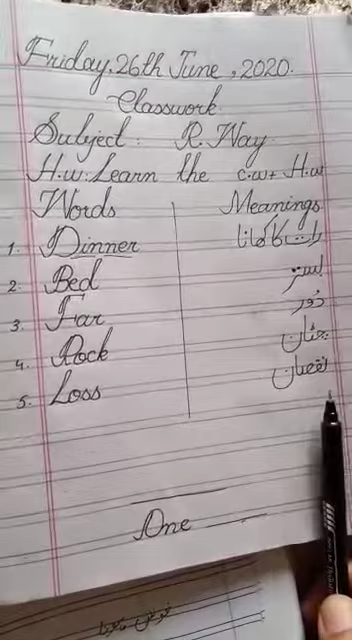 Friday, 26th June, 2020.
Classwork
Subject: R. Way
H.w: Learn the c.w + H.w
Words Meanings
1. Dinner رات کا کھانا
2. Bed بستر
3. Far دُور
4. Rock چٹان
5. Loss نقصان
One